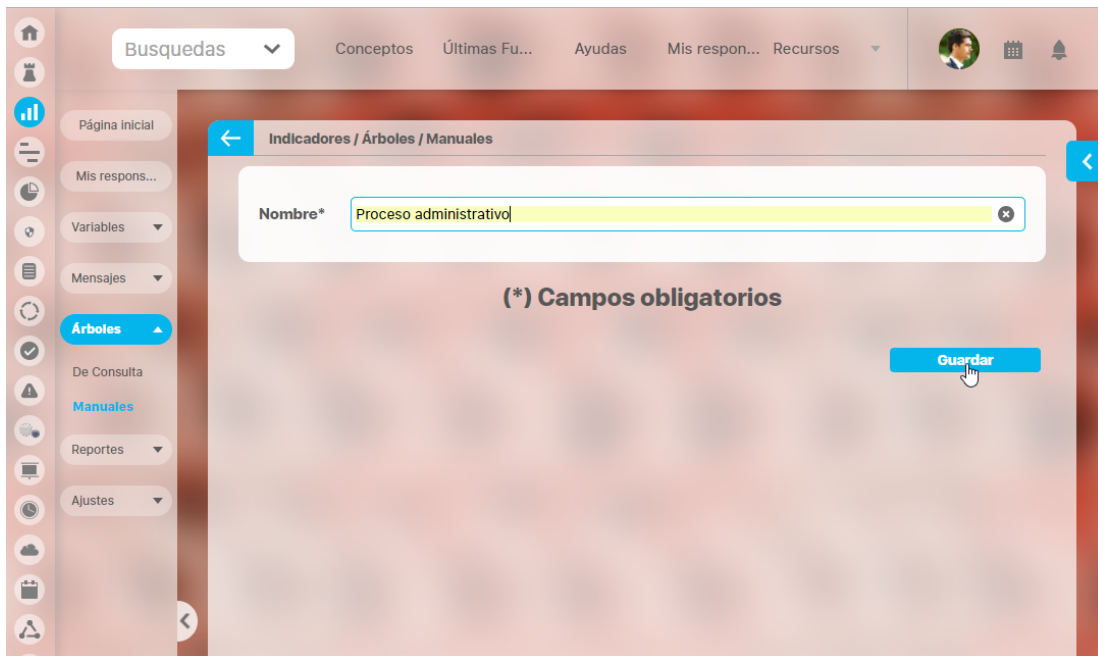 Busquedas
Conceptos
Últimas Fu...
Ayudas
Mis respon...
Recursos
Página inicial
Mis respons...
Variables
Mensajes
Árboles
De Consulta
Manuales
Reportes
Ajustes
Indicadores / Árboles / Manuales
Nombre* Proceso administrativo
(*) Campos obligatorios
Guardar